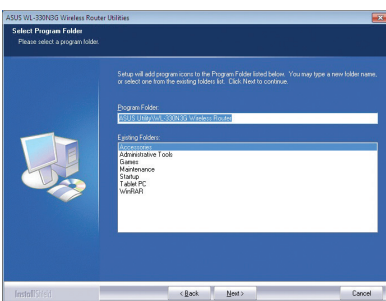 ASUS WL-330N3G Wireless Router Utilities
Select Program Folder
Please select a program folder.
Setup will add program icons to the Program Folder listed below. You may type a new folder name,
or select one from the existing folders list. Click Next to continue.
Program Folder:
ASUS Utility\WL-330N3G Wireless Router
Existing Folders:
Accessories
Administrative Tools
Games
Maintenance
Startup
Tablet PC
WinRAR
InstallShield
< Back
Next >
Cancel